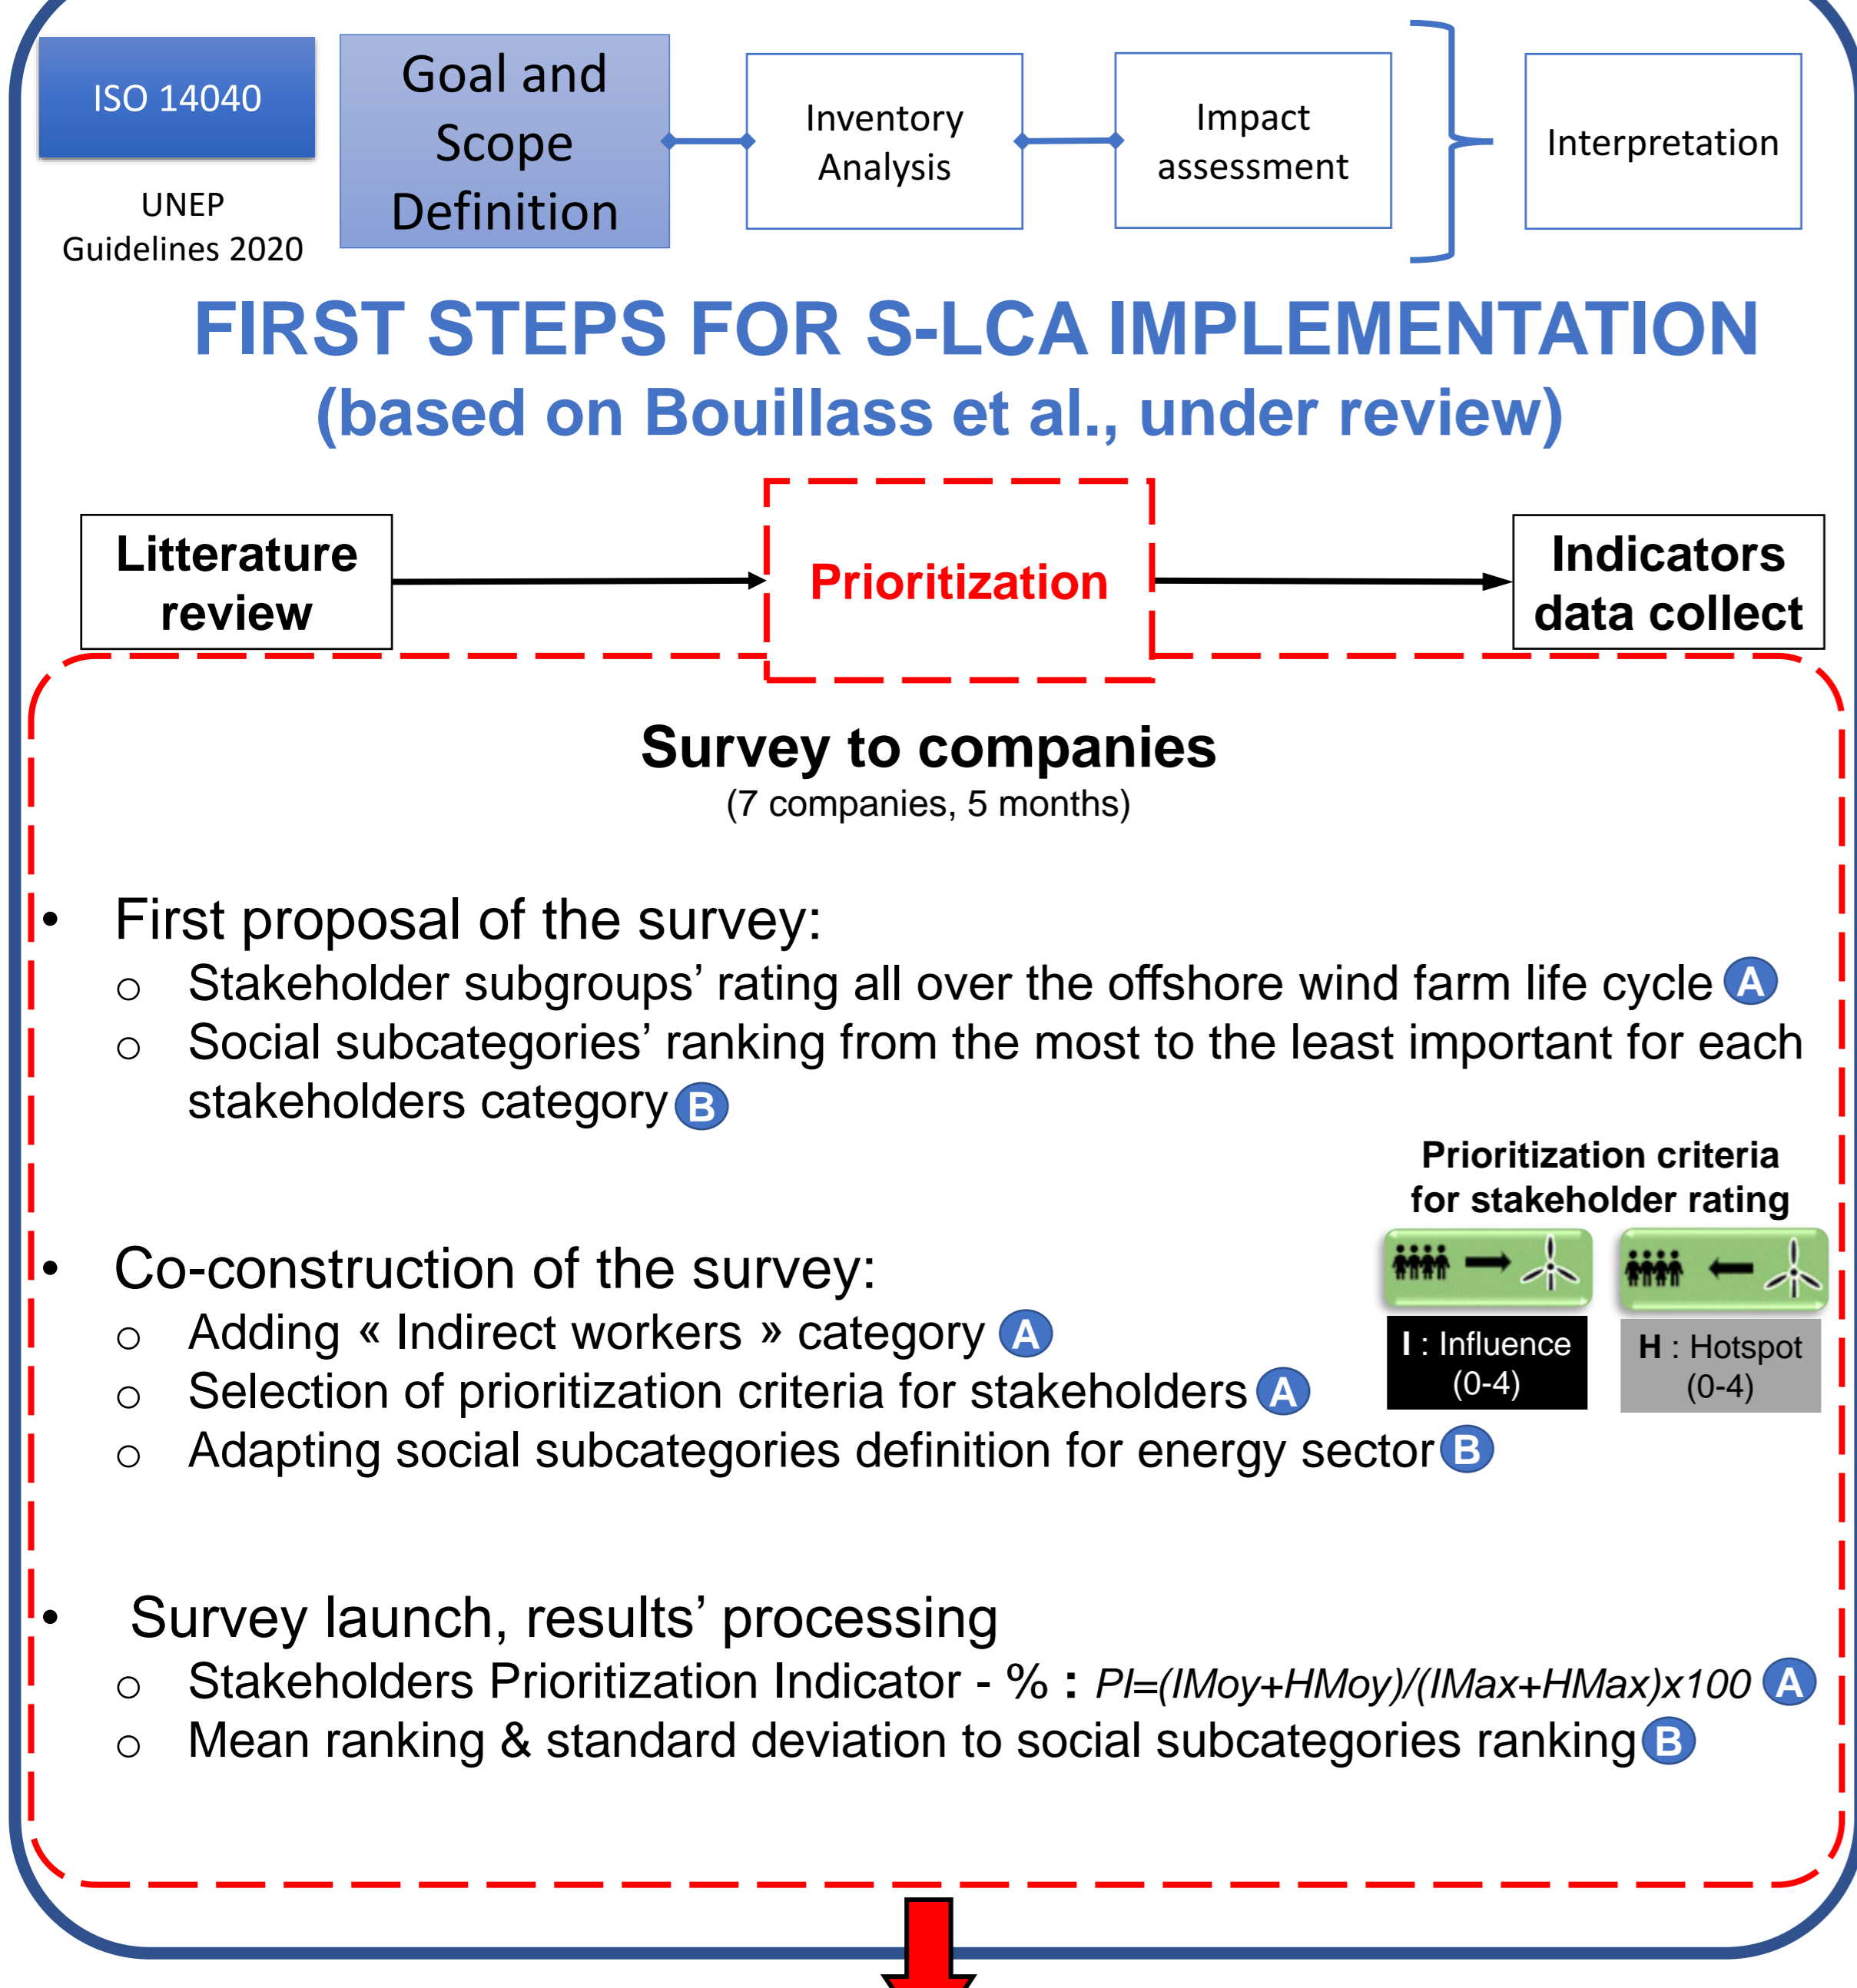 ISO 14040
UNEP
Guidelines 2020
Goal and
Scope
Definition
Inventory
Analysis
Impact
assessment
Interpretation
FIRST STEPS FOR S-LCA IMPLEMENTATION
(based on Bouillass et al., under review)
Litterature
review
Prioritization
Indicators
data collect
Survey to companies
(7 companies, 5 months)
• First proposal of the survey:
o Stakeholder subgroups’ rating all over the offshore wind farm life cycle A
o Social subcategories’ ranking from the most to the least important for each
stakeholders category B
Prioritization criteria
for stakeholder rating
I : Influence
(0-4)
H : Hotspot
(0-4)
• Co-construction of the survey:
o Adding « Indirect workers » category A
o Selection of prioritization criteria for stakeholders A
o Adapting social subcategories definition for energy sector B
• Survey launch, results’ processing
o Stakeholders Prioritization Indicator - % : PI=(IMoy+HMoy)/(IMax+HMax)x100 A
o Mean ranking & standard deviation to social subcategories ranking B